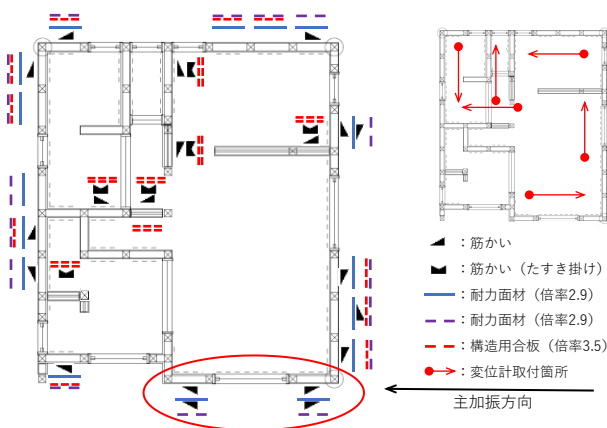 ：筋かい
：筋かい（たすき掛け）
：耐力面材（倍率2.9）
：耐力面材（倍率2.9）
：構造用合板（倍率3.5）
：変位計取付箇所
主加振方向